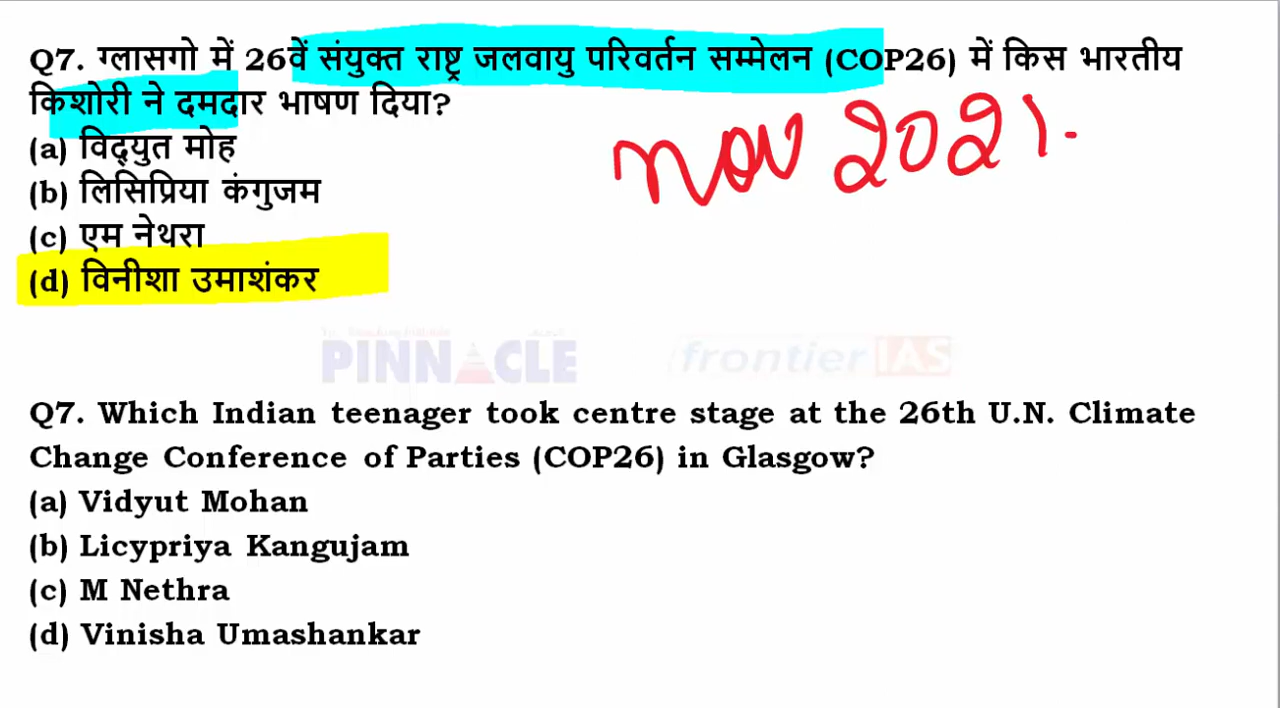 Q7. ग्लासगो में 26वें संयुक्त राष्ट्र जलवायु परिवर्तन सम्मेलन (COP26) में किस भारतीय
किशोरी ने दमदार भाषण दिया?
(a) विद्युत मोह
(b) लिसिप्रिया कंगुजम
(c) एम नेथरा
(d) विनीशा उमाशंकर
nov 2021.
PINNACLE frontier IAS
Q7. Which Indian teenager took centre stage at the 26th U.N. Climate
Change Conference of Parties (COP26) in Glasgow?
(a) Vidyut Mohan
(b) Licypriya Kangujam
(c) M Nethra
(d) Vinisha Umashankar